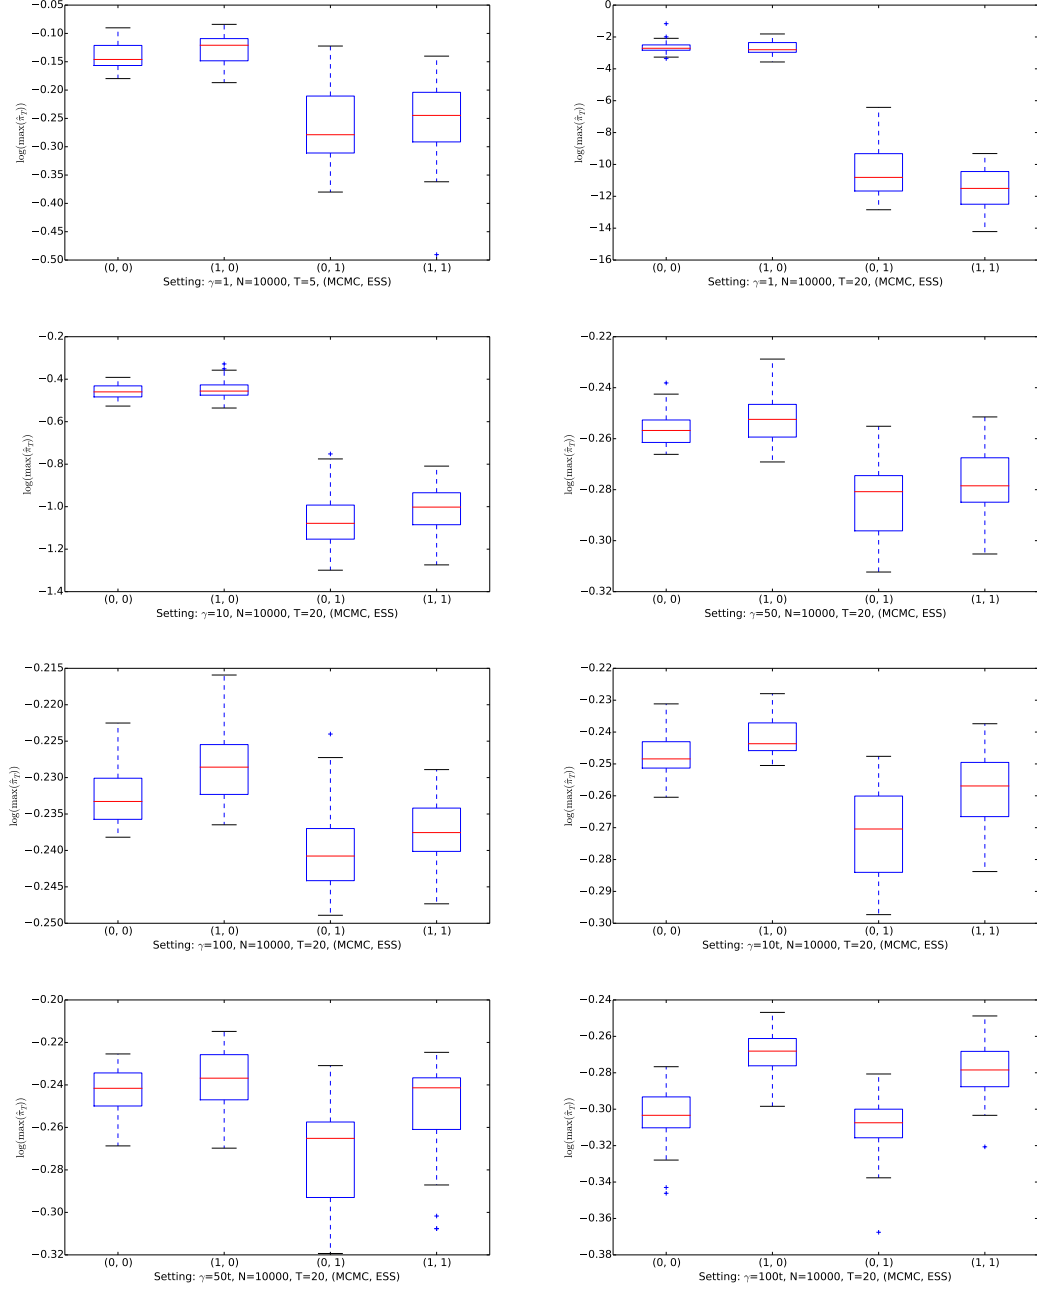 −0.05
−0.10
−0.15
−0.20
−0.25
−0.30
−0.35
−0.40
−0.45
−0.50
log(max(π̂_T))
(0, 0) (1, 0) (0, 1) (1, 1)
Setting: γ=1, N=10000, T=5, (MCMC, ESS)
0
−2
−4
−6
−8
−10
−12
−14
−16
log(max(π̂_T))
(0, 0) (1, 0) (0, 1) (1, 1)
Setting: γ=1, N=10000, T=20, (MCMC, ESS)
−0.2
−0.4
−0.6
−0.8
−1.0
−1.2
−1.4
log(max(π̂_T))
(0, 0) (1, 0) (0, 1) (1, 1)
Setting: γ=10, N=10000, T=20, (MCMC, ESS)
−0.22
−0.24
−0.26
−0.28
−0.30
−0.32
log(max(π̂_T))
(0, 0) (1, 0) (0, 1) (1, 1)
Setting: γ=50, N=10000, T=20, (MCMC, ESS)
−0.215
−0.220
−0.225
−0.230
−0.235
−0.240
−0.245
−0.250
log(max(π̂_T))
(0, 0) (1, 0) (0, 1) (1, 1)
Setting: γ=100, N=10000, T=20, (MCMC, ESS)
−0.22
−0.23
−0.24
−0.25
−0.26
−0.27
−0.28
−0.29
−0.30
log(max(π̂_T))
(0, 0) (1, 0) (0, 1) (1, 1)
Setting: γ=10t, N=10000, T=20, (MCMC, ESS)
−0.20
−0.22
−0.24
−0.26
−0.28
−0.30
−0.32
log(max(π̂_T))
(0, 0) (1, 0) (0, 1) (1, 1)
Setting: γ=50t, N=10000, T=20, (MCMC, ESS)
−0.24
−0.26
−0.28
−0.30
−0.32
−0.34
−0.36
−0.38
log(max(π̂_T))
(0, 0) (1, 0) (0, 1) (1, 1)
Setting: γ=100t, N=10000, T=20, (MCMC, ESS)